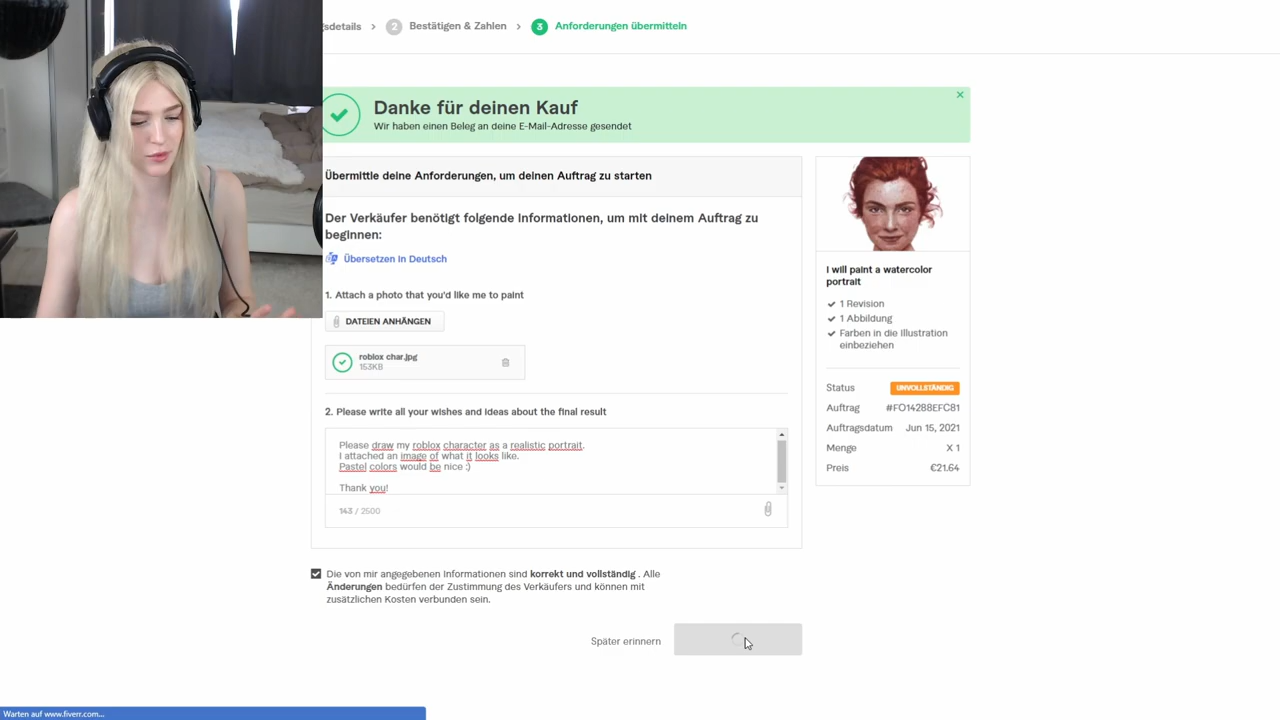 gsdetails
2 Bestätigen & Zahlen
3 Anforderungen übermitteln
Danke für deinen Kauf
Wir haben einen Beleg an deine E-Mail-Adresse gesendet
Übermittle deine Anforderungen, um deinen Auftrag zu starten
Der Verkäufer benötigt folgende Informationen, um mit deinem Auftrag zu
beginnen:
Übersetzen in Deutsch
1. Attach a photo that you'd like me to paint
DATEIEN ANHÄNGEN
roblox char.jpg
153KB
2. Please write all your wishes and ideas about the final result
Please draw my roblox character as a realistic portrait.
I attached an image of what it looks like.
Pastel colors would be nice :)
Thank you!
143 / 2500
Die von mir angegebenen Informationen sind korrekt und vollständig . Alle
Änderungen bedürfen der Zustimmung des Verkäufers und können mit
zusätzlichen Kosten verbunden sein.
Später erinnern
I will paint a watercolor
portrait
1 Revision
1 Abbildung
Farben in die Illustration
einbeziehen
Status UNVOLLSTÄNDIG
Auftrag #FO14288EFC81
Auftragsdatum Jun 15, 2021
Menge X 1
Preis €21.64
Warten auf www.fiverr.com...